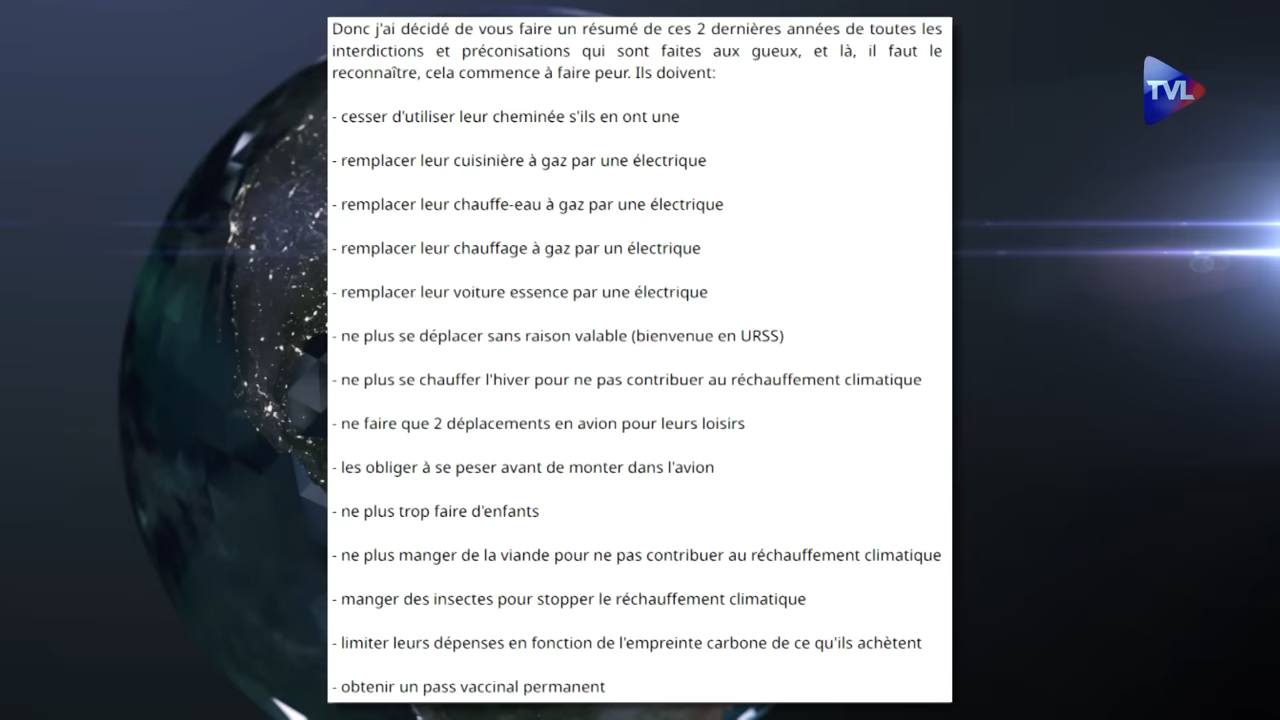 Donc j'ai décidé de vous faire un résumé de ces 2 dernières années de toutes les
interdictions et préconisations qui sont faites aux gueux, et là, il faut le
reconnaître, cela commence à faire peur. Ils doivent:
- cesser d'utiliser leur cheminée s'ils en ont une
- remplacer leur cuisinière à gaz par une électrique
- remplacer leur chauffe-eau à gaz par une électrique
- remplacer leur chauffage à gaz par un électrique
- remplacer leur voiture essence par une électrique
- ne plus se déplacer sans raison valable (bienvenue en URSS)
- ne plus se chauffer l'hiver pour ne pas contribuer au réchauffement climatique
- ne faire que 2 déplacements en avion pour leurs loisirs
- les obliger à se peser avant de monter dans l'avion
- ne plus trop faire d'enfants
- ne plus manger de la viande pour ne pas contribuer au réchauffement climatique
- manger des insectes pour stopper le réchauffement climatique
- limiter leurs dépenses en fonction de l'empreinte carbone de ce qu'ils achètent
- obtenir un pass vaccinal permanent
TVL